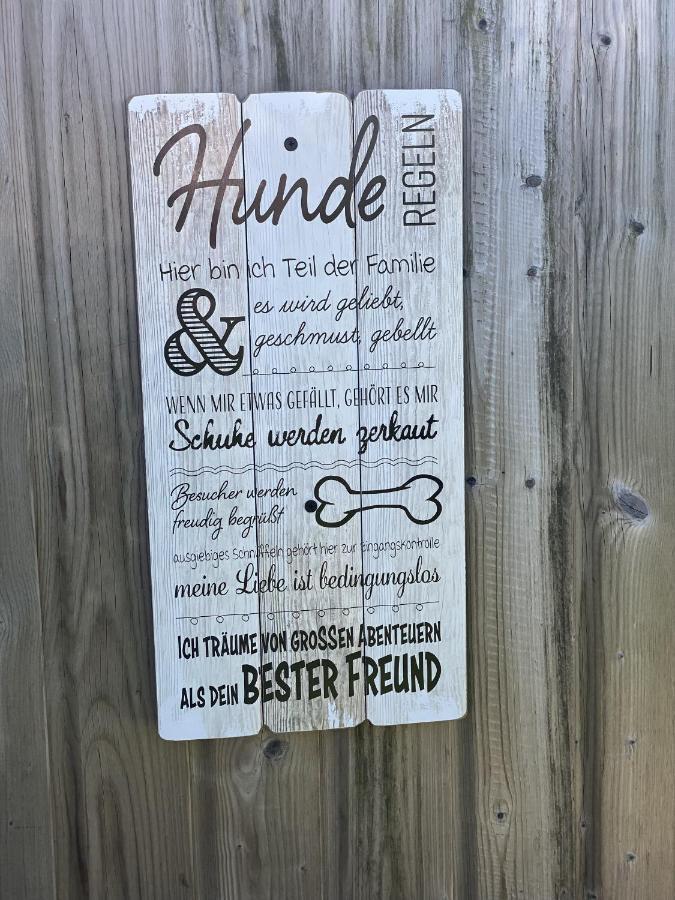 Hunde REGELN
Hier bin ich Teil der Familie
& es wird geliebt,
geschmust, gebellt
WENN MIR ETWAS GEFÄLLT, GEHÖRT ES MIR
Schuhe werden zerkaut
Besucher werden
freudig begrüßt
ausgiebiges Schnüffeln gehört hier zur Eingangskontrolle
meine Liebe ist bedingungslos
ICH TRÄUME VON GROSSEN ABENTEUERN
ALS DEIN BESTER FREUND